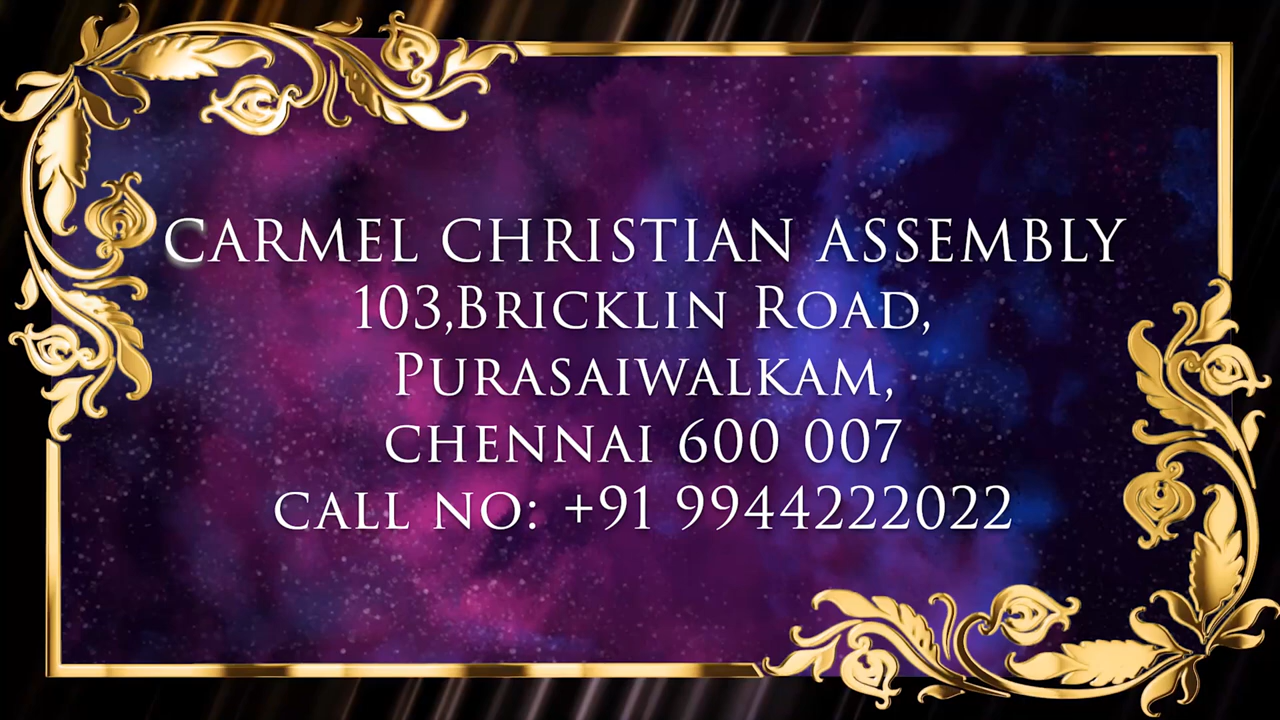 CARMEL CHRISTIAN ASSEMBLY
103,BRICKLIN ROAD,
PURASAIWALKAM,
CHENNAI 600 007
CALL NO: +91 9944222022